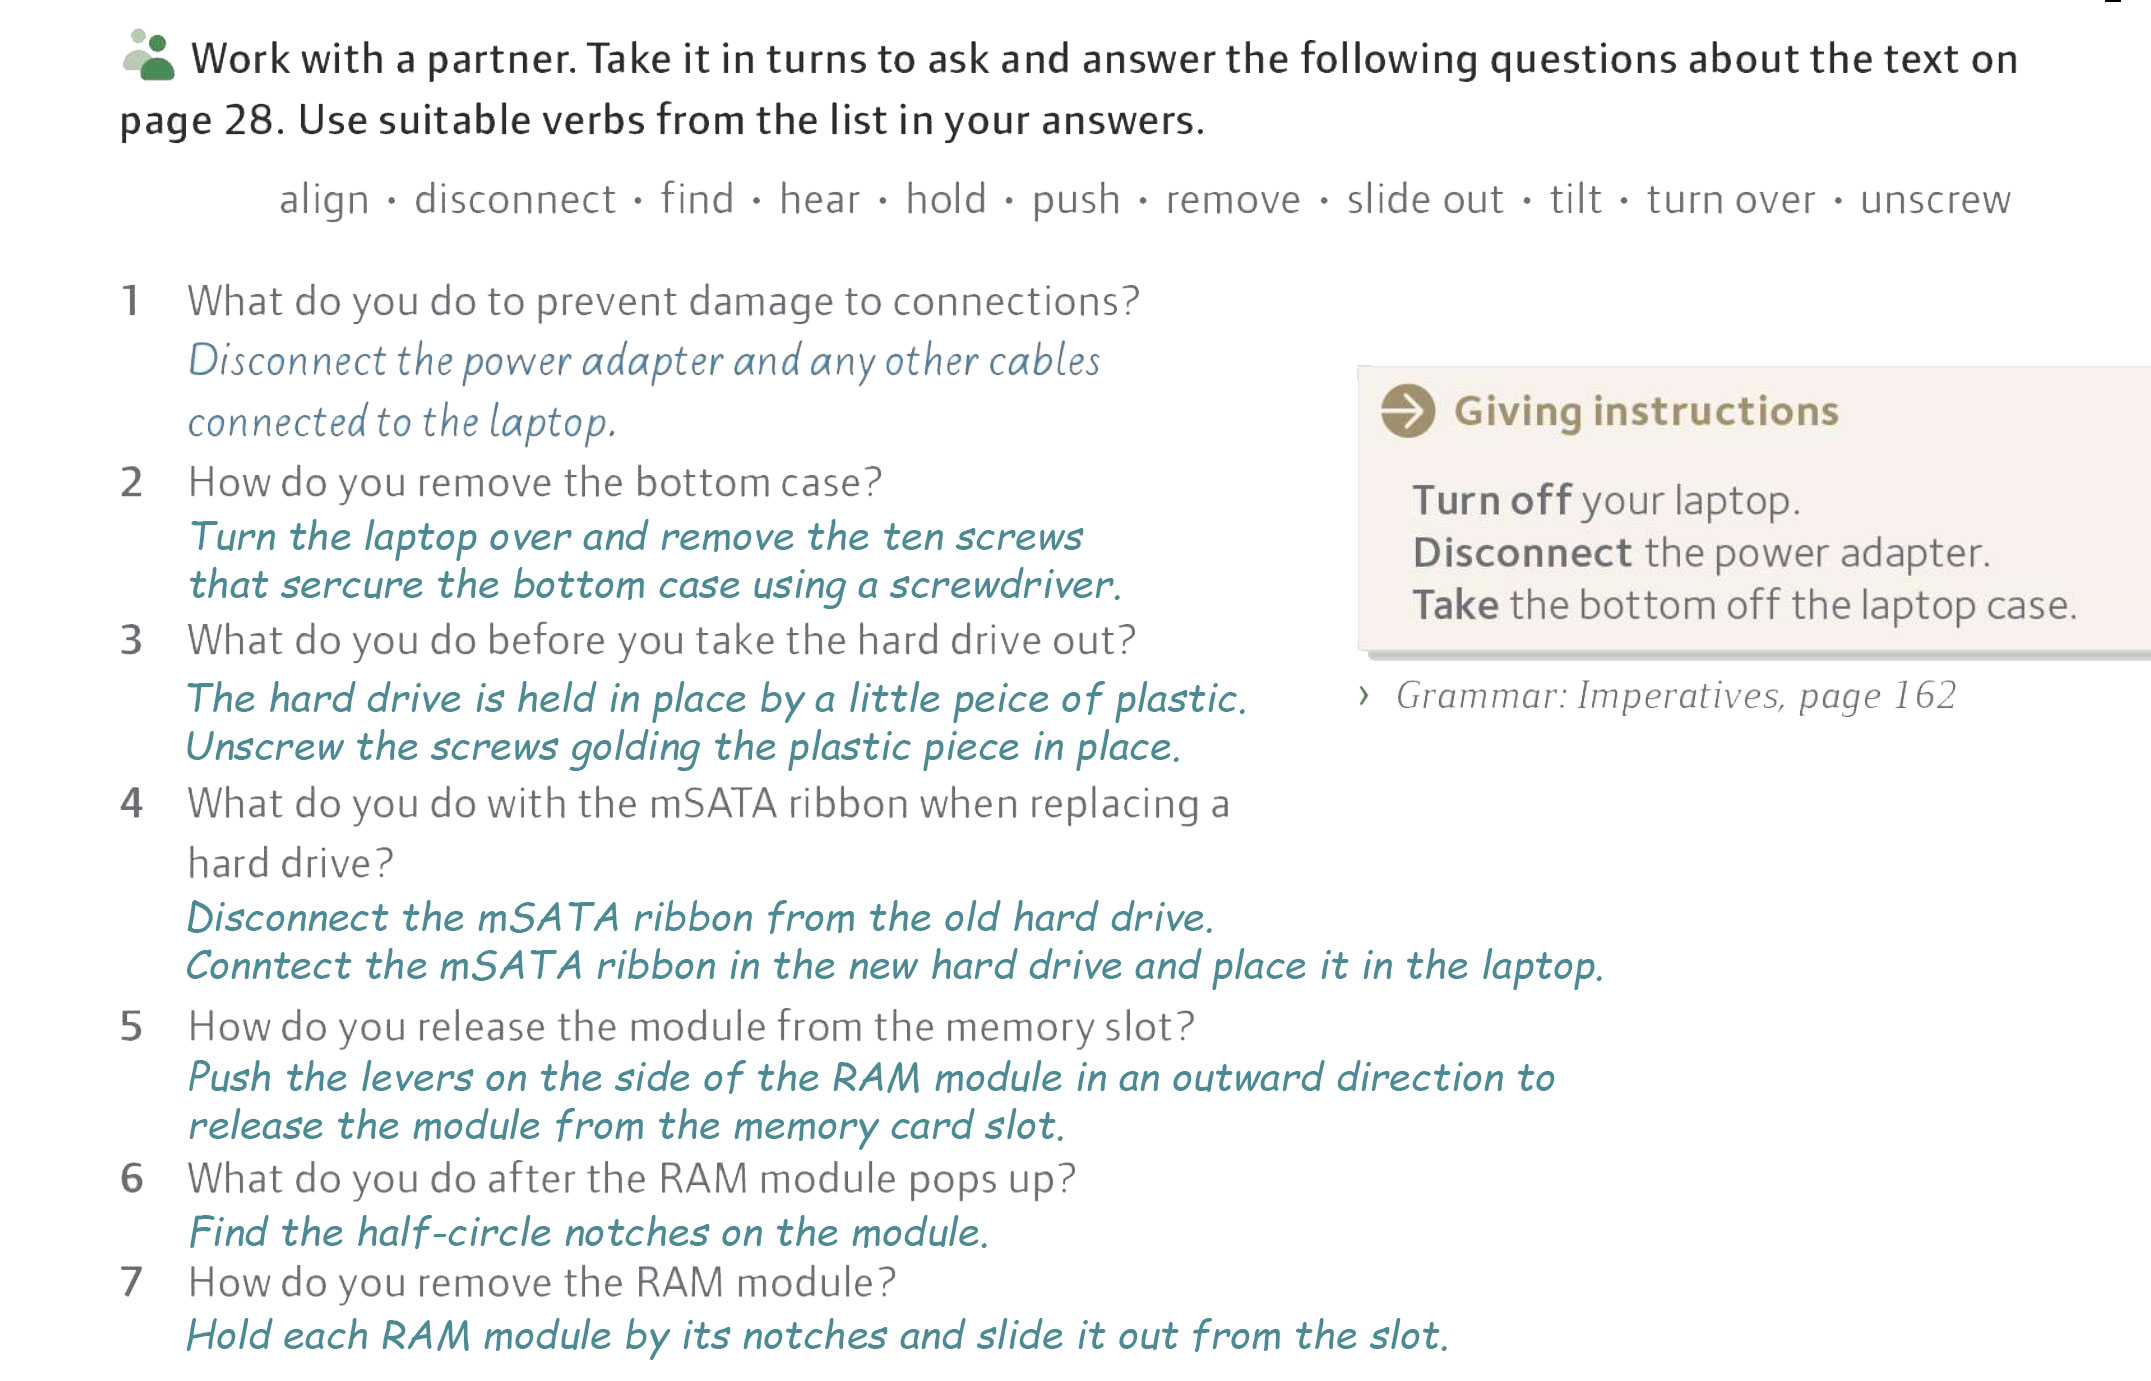 Work with a partner. Take it in turns to ask and answer the following questions about the text on
page 28. Use suitable verbs from the list in your answers.
align • disconnect • find • hear • hold • push • remove • slide out • tilt • turn over • unscrew
1 What do you do to prevent damage to connections?
Disconnect the power adapter and any other cables
connected to the laptop.
2 How do you remove the bottom case?
Turn the laptop over and remove the ten screws
that sercure the bottom case using a screwdriver.
3 What do you do before you take the hard drive out?
The hard drive is held in place by a little peice of plastic.
Unscrew the screws golding the plastic piece in place.
4 What do you do with the mSATA ribbon when replacing a
hard drive?
Disconnect the mSATA ribbon from the old hard drive.
Conntect the mSATA ribbon in the new hard drive and place it in the laptop.
5 How do you release the module from the memory slot?
Push the levers on the side of the RAM module in an outward direction to
release the module from the memory card slot.
6 What do you do after the RAM module pops up?
Find the half-circle notches on the module.
7 How do you remove the RAM module?
Hold each RAM module by its notches and slide it out from the slot.
Giving instructions
Turn off your laptop.
Disconnect the power adapter.
Take the bottom off the laptop case.
› Grammar: Imperatives, page 162